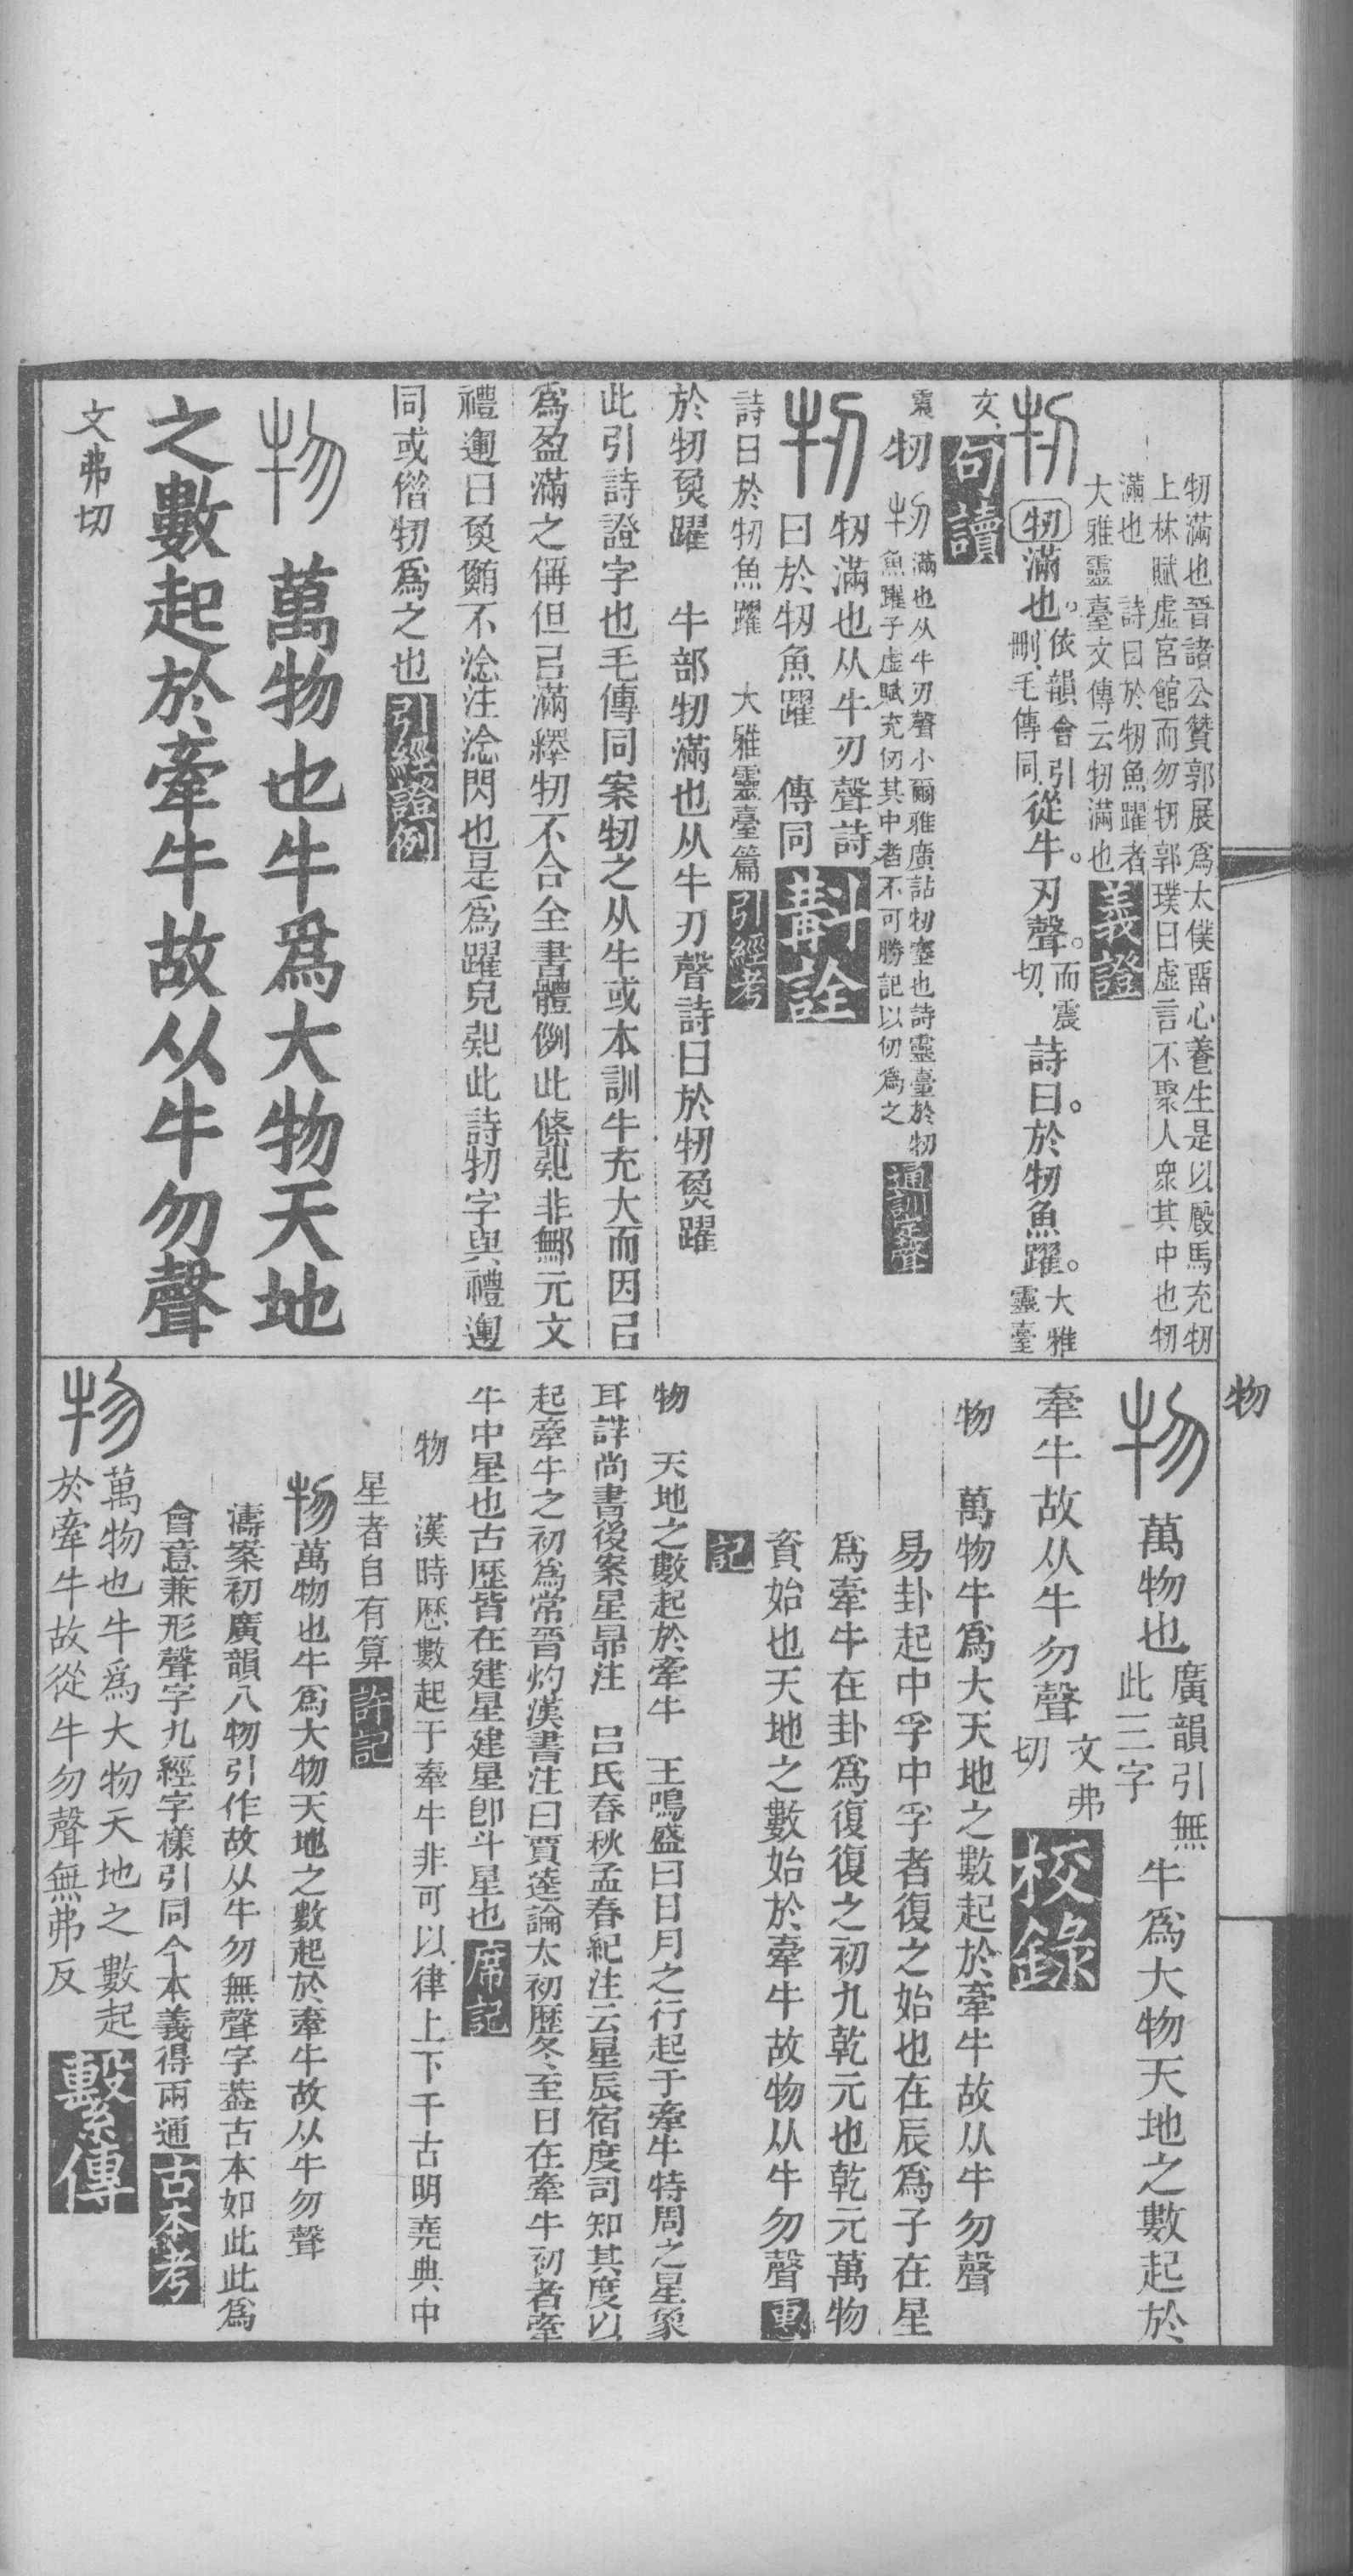 牣滿也晉諸公贊郭展爲太僕畱心養生是以廄馬充牣
上林賦虛宮館而勿牣郭璞曰虛言不聚人衆其中也牣
滿也 詩曰於牣魚躍者
大雅靈臺文傳云牣滿也 義證
牣 牣滿也。依韻會引刪、毛傳同、從牛。刃聲。而震切、詩曰。於牣魚躍。大雅靈臺
文、句讀
震 牣 牣 滿也从牛刃聲小爾雅廣詁牣塞也詩靈臺於牣
魚躍子虛賦充仞其中者不可勝記以仞爲之 通訓定聲
牣 牣滿也从牛刃聲詩
曰於牣魚躍 傳同 斠詮
詩曰於牣魚躍 大雅靈臺篇 引經考
於牣䲣躍 牛部牣滿也从牛刃聲詩曰於牣䲣躍
此引詩證字也毛傳同案牣之从牛或本訓牛充大而因㠯
爲盈滿之偁但㠯滿繹牣不合全書體例此條恐非鄦元文
禮運曰䲣鮪不淰注淰閃也是爲躍皃恐此詩牣字與禮運
同或偕牣爲之也 引經證例
物 萬物也牛爲大物天地
之數起於牽牛故从牛勿聲
文弗切
物
物 萬物也 廣韻引無此三字 牛爲大物天地之數起於
牽牛故从牛勿聲 文弗切 校錄
物 萬物牛爲大天地之數起於牽牛故从牛勿聲
易卦起中孚中孚者復之始也在辰爲子在星
爲牽牛在卦爲復復之初九乾元也乾元萬物
資始也天地之數始於牽牛故物从牛勿聲 惠
記
物 天地之數起於牽牛 王鳴盛曰日月之行起于牽牛特周之星象
耳詳尚書後案星昴注 呂氏春秋孟春紀注云星辰宿度司知其度以
起牽牛之初爲常晉灼漢書注曰賈逵論太初歷冬至日在牽牛初者牽
牛中星也古歷皆在建星建星卽斗星也 席記
物 漢時厯數起于牽牛非可以律上下千古明堯典中
星者自有算 許記
物 萬物也牛爲大物天地之數起於牽牛故从牛勿聲
濤案初廣韻八物引作故从牛勿無聲字葢古本如此此爲
會意兼形聲字九經字樣引同今本義得兩通 古本考
物 萬物也牛爲大物天地之數起
於牽牛故從牛勿聲無弗反 繫傳